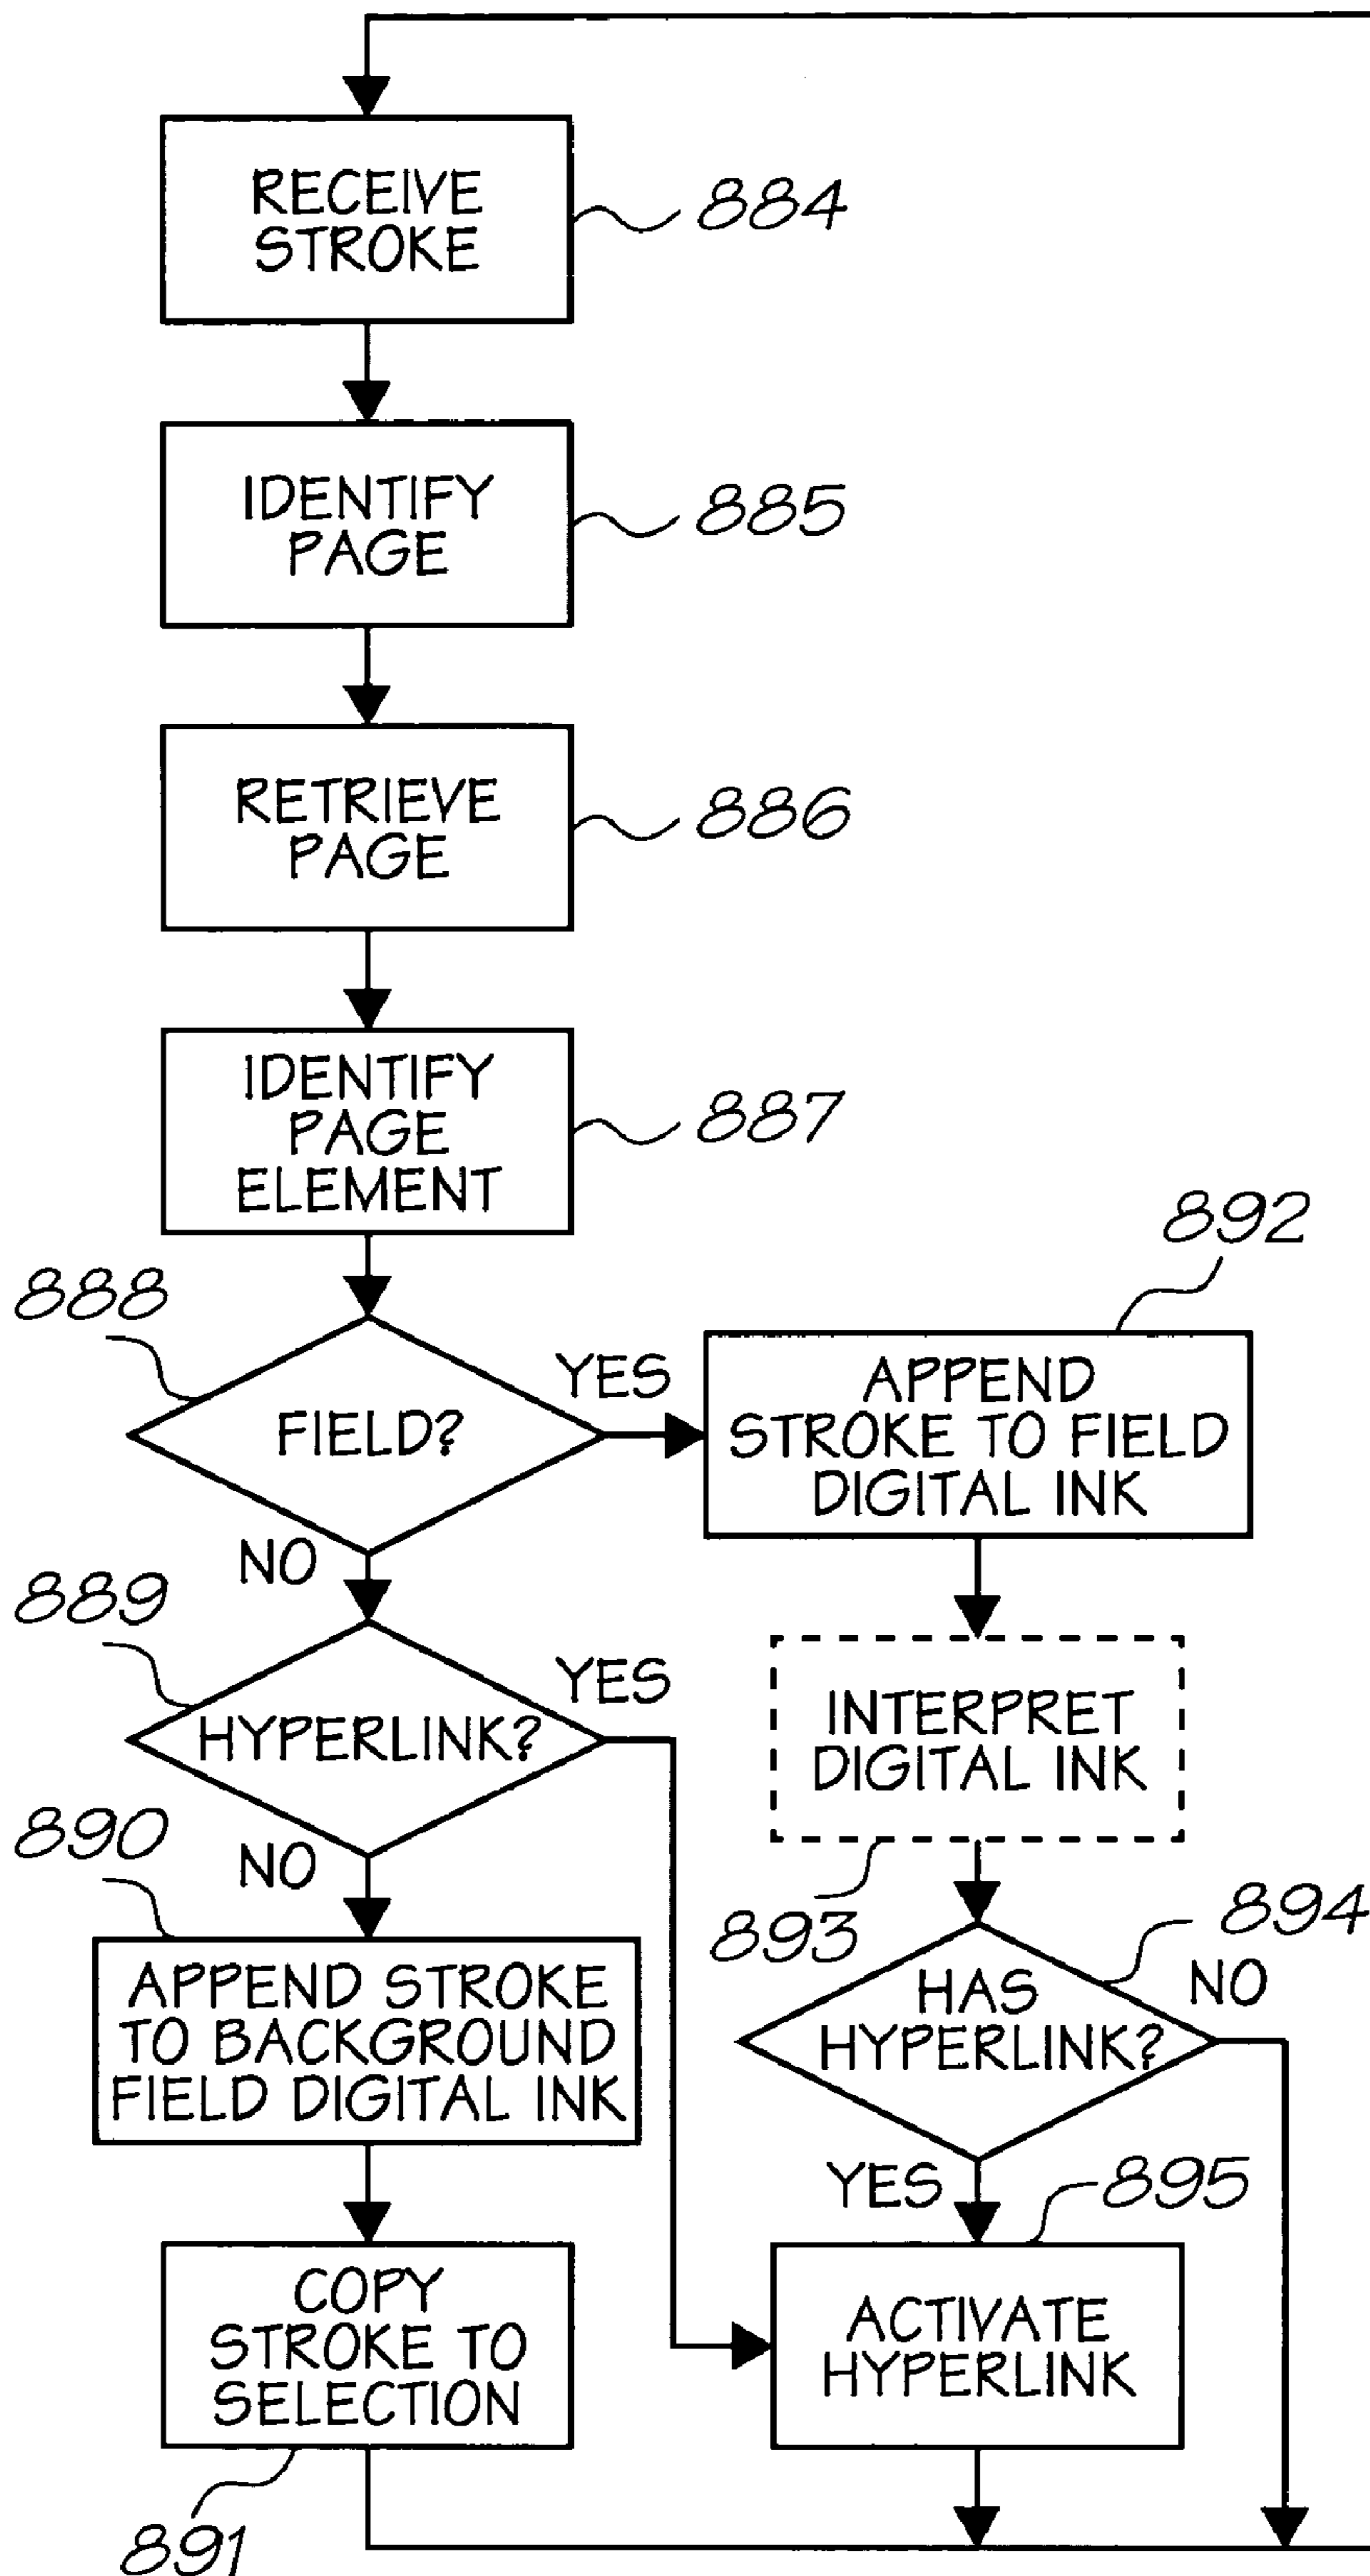 RECEIVE
STROKE
884
IDENTIFY
PAGE
885
RETRIEVE
PAGE
886
IDENTIFY
PAGE
ELEMENT
887
888
FIELD?
YES
NO
892
APPEND
STROKE TO FIELD
DIGITAL INK
889
HYPERLINK?
YES
NO
INTERPRET
DIGITAL INK
893
890
APPEND STROKE
TO BACKGROUND
FIELD DIGITAL INK
894
HAS
HYPERLINK?
NO
YES
895
COPY
STROKE TO
SELECTION
891
ACTIVATE
HYPERLINK